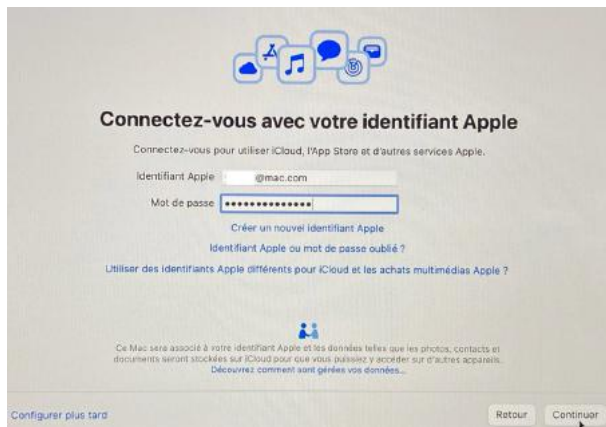 Connectez-vous avec votre identifiant Apple
Connectez-vous pour utiliser iCloud, l'App Store et d'autres services Apple.
Identifiant Apple @mac.com
Mot de passe ••••••••••••••
Créer un nouvel identifiant Apple
Identifiant Apple ou mot de passe oublié ?
Utiliser des identifiants Apple différents pour iCloud et les achats multimédias Apple ?
Ce Mac sera associé à votre identifiant Apple et les données telles que les photos, contacts et
documents seront stockées sur iCloud pour que vous puissiez y accéder sur d'autres appareils.
Découvrez comment sont gérées vos données...
Configurer plus tard
Retour
Continuer